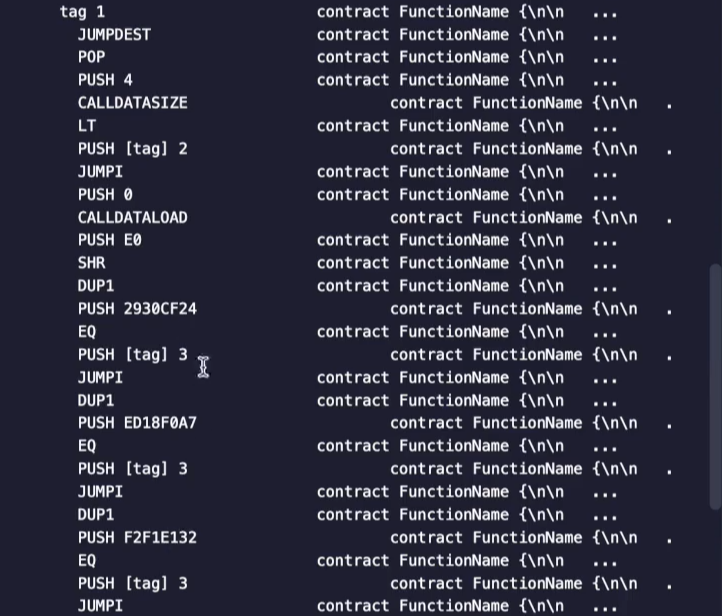 tag 1 contract FunctionName {\n\n ...
JUMPDEST contract FunctionName {\n\n ...
POP contract FunctionName {\n\n ...
PUSH 4 contract FunctionName {\n\n ...
CALLDATASIZE contract FunctionName {\n\n .
LT contract FunctionName {\n\n ...
PUSH [tag] 2 contract FunctionName {\n\n .
JUMPI contract FunctionName {\n\n ...
PUSH 0 contract FunctionName {\n\n ...
CALLDATALOAD contract FunctionName {\n\n .
PUSH E0 contract FunctionName {\n\n ...
SHR contract FunctionName {\n\n ...
DUP1 contract FunctionName {\n\n ...
PUSH 2930CF24 contract FunctionName {\n\n .
EQ contract FunctionName {\n\n ...
PUSH [tag] 3 contract FunctionName {\n\n .
JUMPI contract FunctionName {\n\n ...
DUP1 contract FunctionName {\n\n ...
PUSH ED18F0A7 contract FunctionName {\n\n .
EQ contract FunctionName {\n\n ...
PUSH [tag] 3 contract FunctionName {\n\n .
JUMPI contract FunctionName {\n\n ...
DUP1 contract FunctionName {\n\n ...
PUSH F2F1E132 contract FunctionName {\n\n .
EQ contract FunctionName {\n\n ...
PUSH [tag] 3 contract FunctionName {\n\n .
JUMPI contract FunctionName {\n\n ...